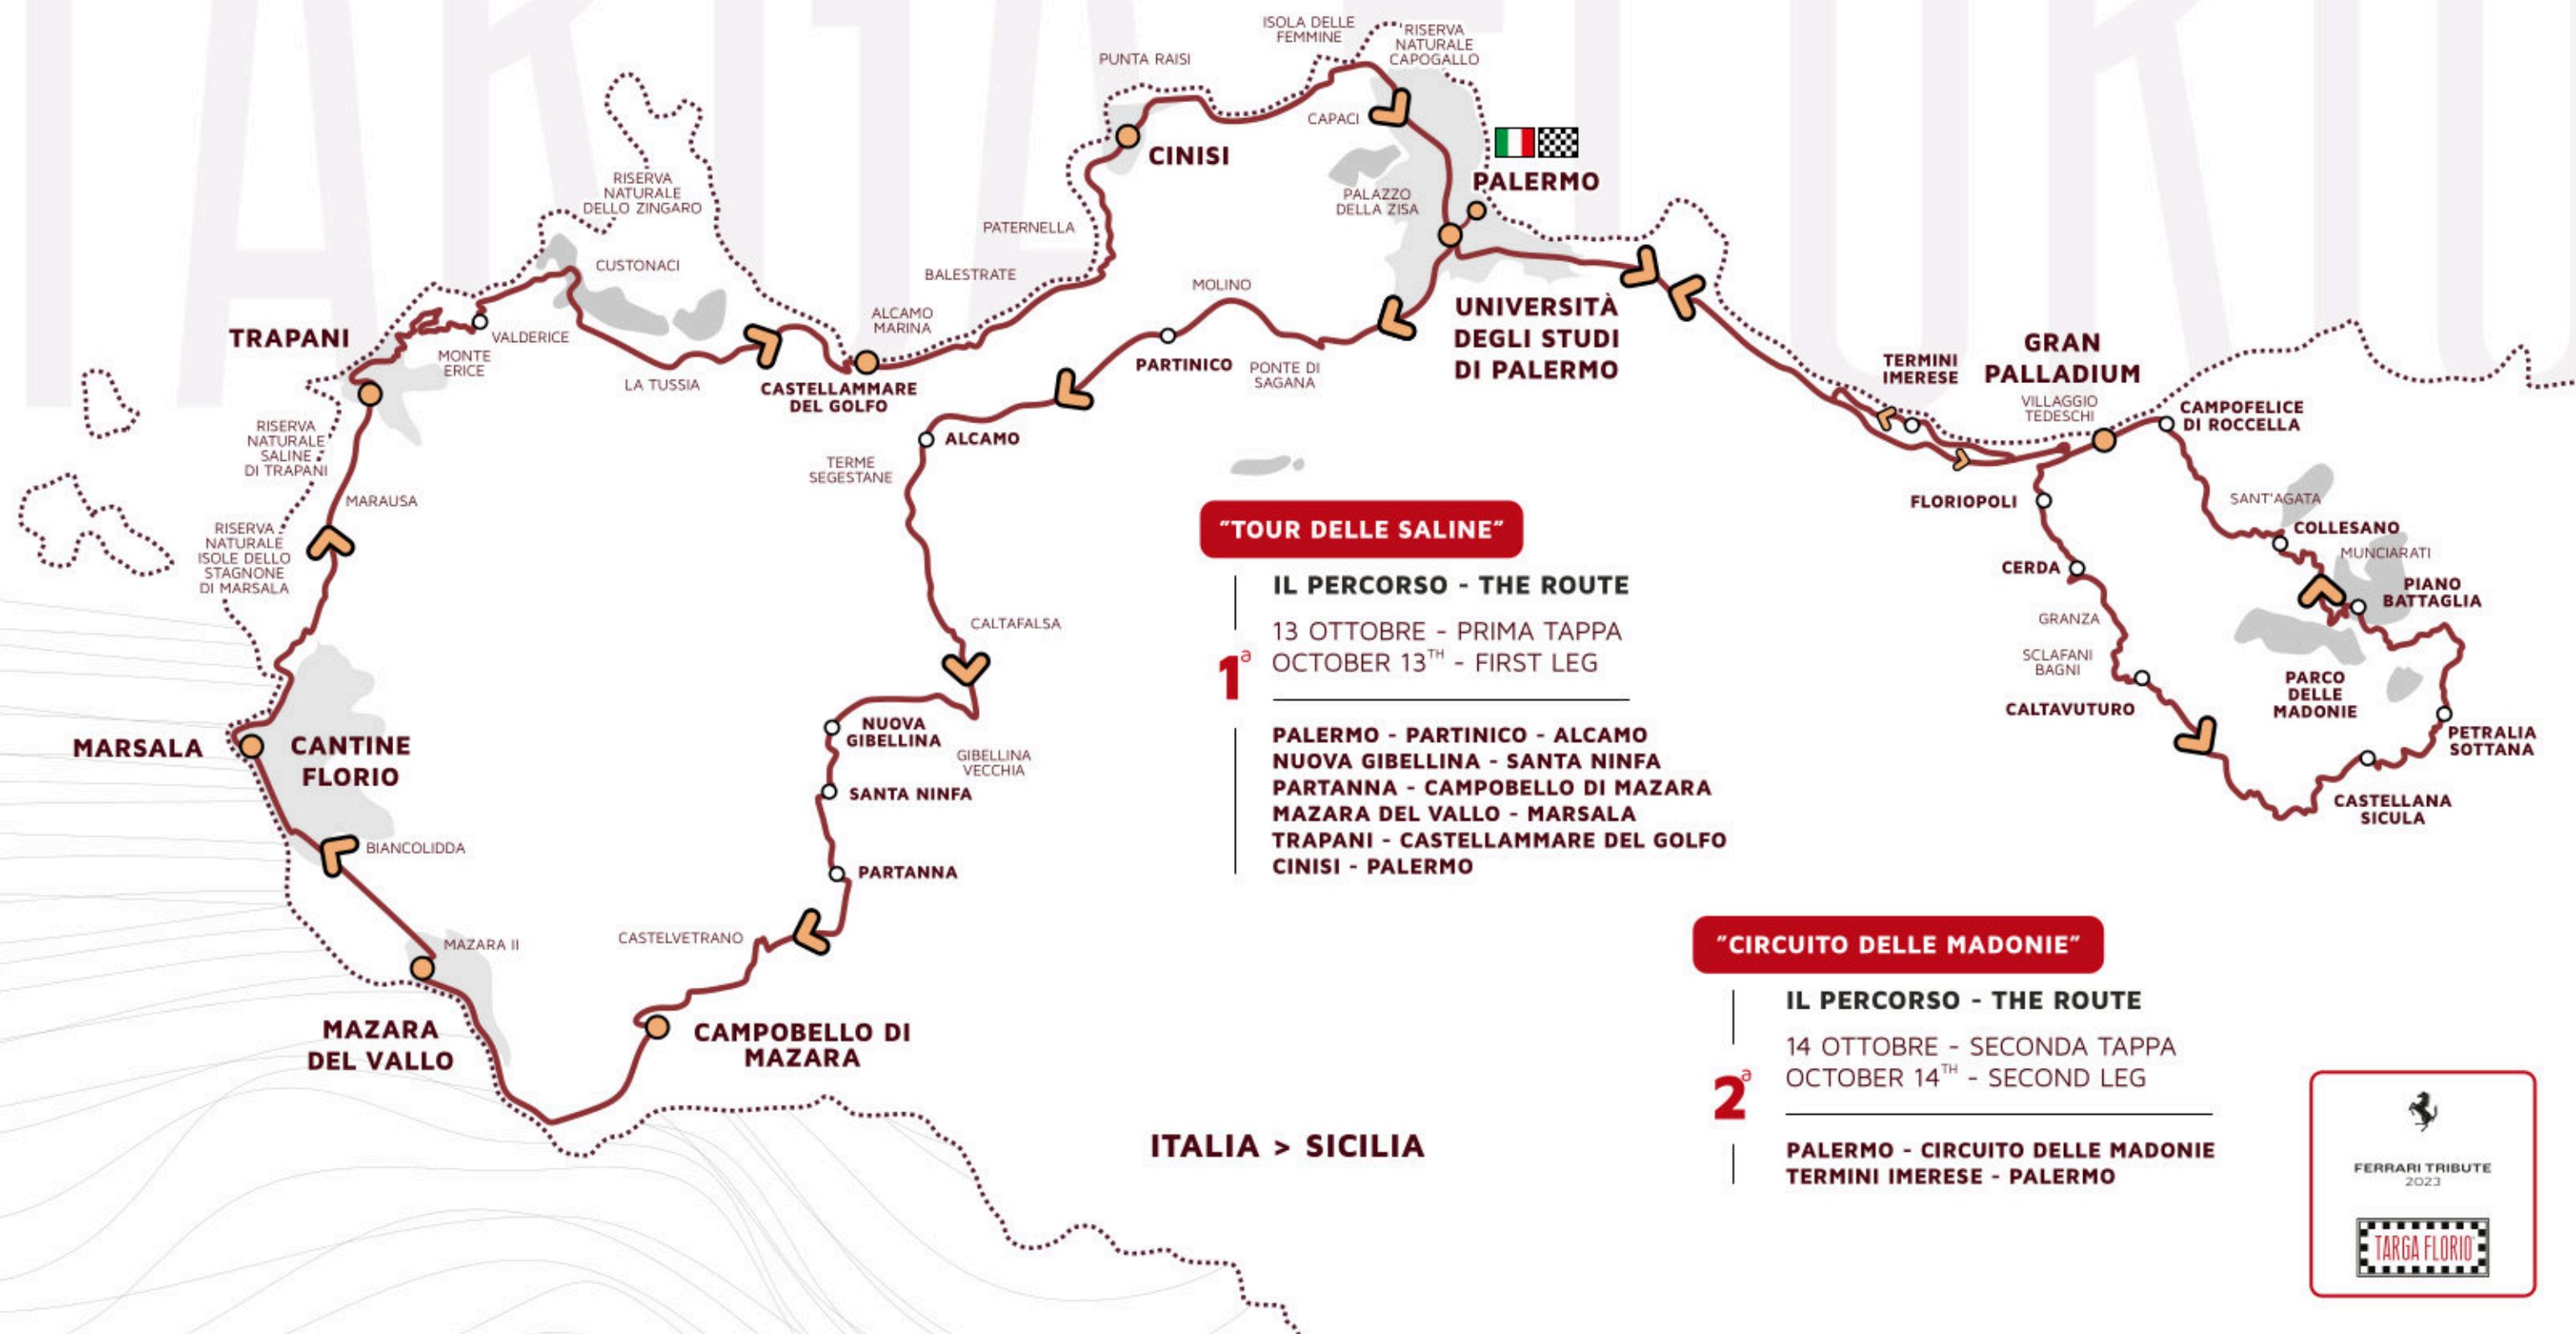 TARGA FLORIO
ISOLA DELLE
FEMMINE
RISERVA
NATURALE
CAPOGALLO
PUNTA RAISI
CAPACI
CINISI
PALERMO
PALAZZO
DELLA ZISA
RISERVA
NATURALE
DELLO ZINGARO
PATERNELLA
CUSTONACI
BALESTRATE
MOLINO
ALCAMO
MARINA
UNIVERSITÀ
DEGLI STUDI
DI PALERMO
TRAPANI
VALDERICE
MONTE
ERICE
LA TUSSIA
CASTELLAMMARE
DEL GOLFO
PARTINICO
PONTE DI
SAGANA
TERMINI
IMERESE
GRAN
PALLADIUM
VILLAGGIO
TEDESCHI
CAMPOFELICE
DI ROCCELLA
RISERVA
NATURALE
SALINE
DI TRAPANI
ALCAMO
TERME
SEGESTANE
MARAUSA
FLORIOPOLI
SANT'AGATA
COLLESANO
MUNCIARATI
RISERVA
NATURALE
ISOLE DELLO
STAGNONE
DI MARSALA
CERDA
PIANO
BATTAGLIA
GRANZA
CALTAFALSA
SCLAFANI
BAGNI
PARCO
DELLE
MADONIE
CALTAVUTURO
NUOVA
GIBELLINA
GIBELLINA
VECCHIA
PETRALIA
SOTTANA
MARSALA
CANTINE
FLORIO
SANTA NINFA
CASTELLANA
SICULA
BIANCOLIDDA
PARTANNA
MAZARA II
CASTELVETRANO
MAZARA
DEL VALLO
CAMPOBELLO DI
MAZARA
"TOUR DELLE SALINE"
IL PERCORSO - THE ROUTE
1ª
13 OTTOBRE - PRIMA TAPPA
OCTOBER 13TH - FIRST LEG
PALERMO - PARTINICO - ALCAMO
NUOVA GIBELLINA - SANTA NINFA
PARTANNA - CAMPOBELLO DI MAZARA
MAZARA DEL VALLO - MARSALA
TRAPANI - CASTELLAMMARE DEL GOLFO
CINISI - PALERMO
"CIRCUITO DELLE MADONIE"
IL PERCORSO - THE ROUTE
2ª
14 OTTOBRE - SECONDA TAPPA
OCTOBER 14TH - SECOND LEG
PALERMO - CIRCUITO DELLE MADONIE
TERMINI IMERESE - PALERMO
ITALIA > SICILIA
FERRARI TRIBUTE
2023
TARGA FLORIO